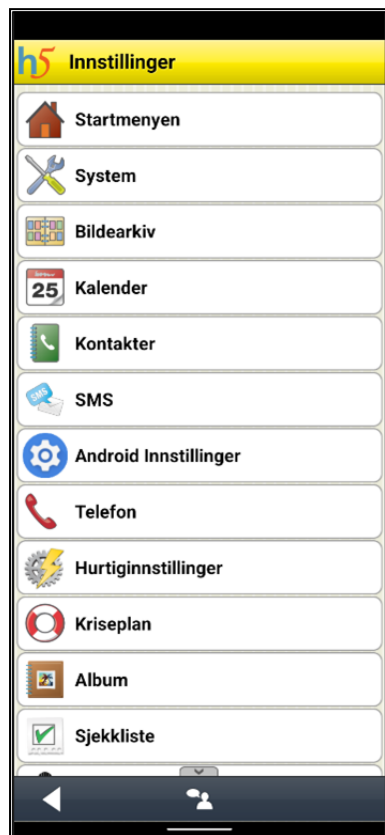 h5 Innstillinger
Startmenyen
System
Bildearkiv
25 Kalender
Kontakter
SMS SMS
Android Innstillinger
Telefon
Hurtiginnstillinger
Kriseplan
Album
Sjekkliste